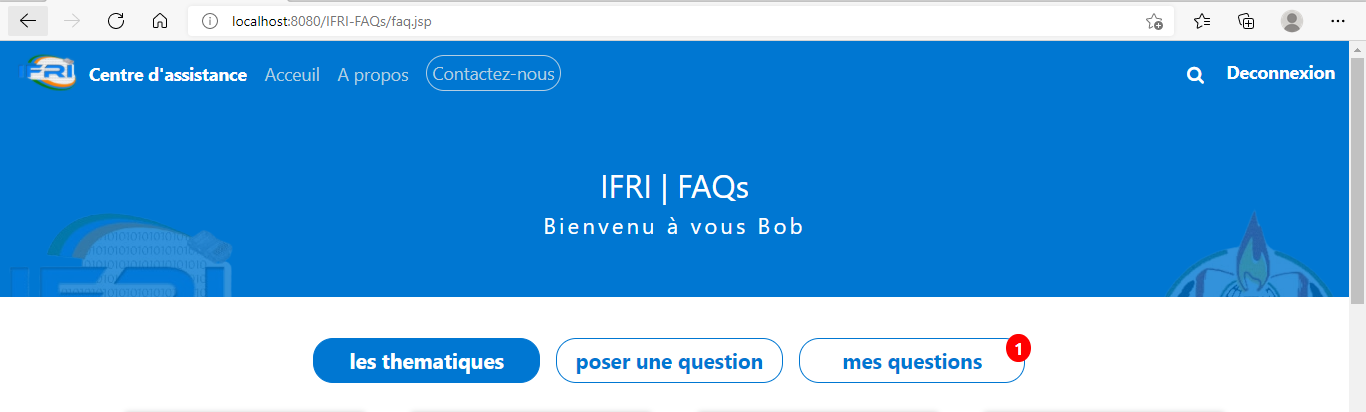 localhost:8080/IFRI-FAQs/faq.jsp
IFRI Centre d'assistance Acceuil A propos Contactez-nous Deconnexion
IFRI | FAQs
Bienvenu à vous Bob
les thematiques poser une question mes questions 1